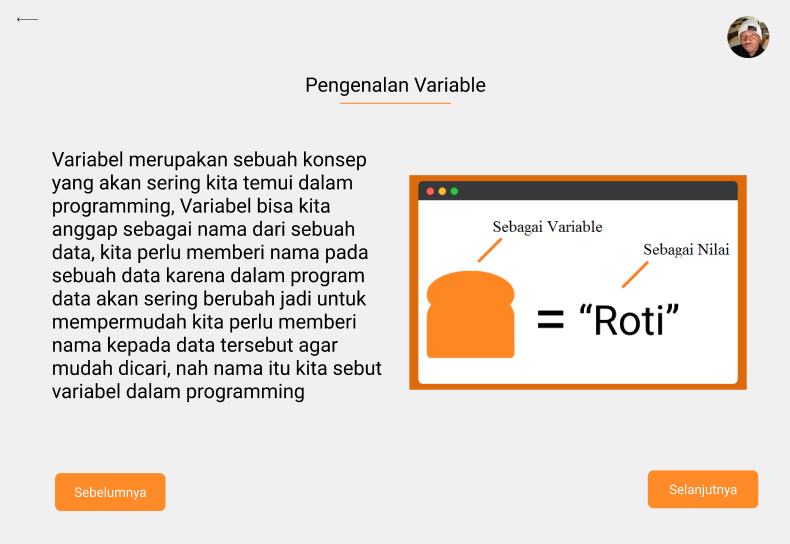 Pengenalan Variable
Variabel merupakan sebuah konsep
yang akan sering kita temui dalam
programming, Variabel bisa kita
anggap sebagai nama dari sebuah
data, kita perlu memberi nama pada
sebuah data karena dalam program
data akan sering berubah jadi untuk
mempermudah kita perlu memberi
nama kepada data tersebut agar
mudah dicari, nah nama itu kita sebut
variabel dalam programming
Sebagai Variable
Sebagai Nilai
= “Roti”
Sebelumnya
Selanjutnya